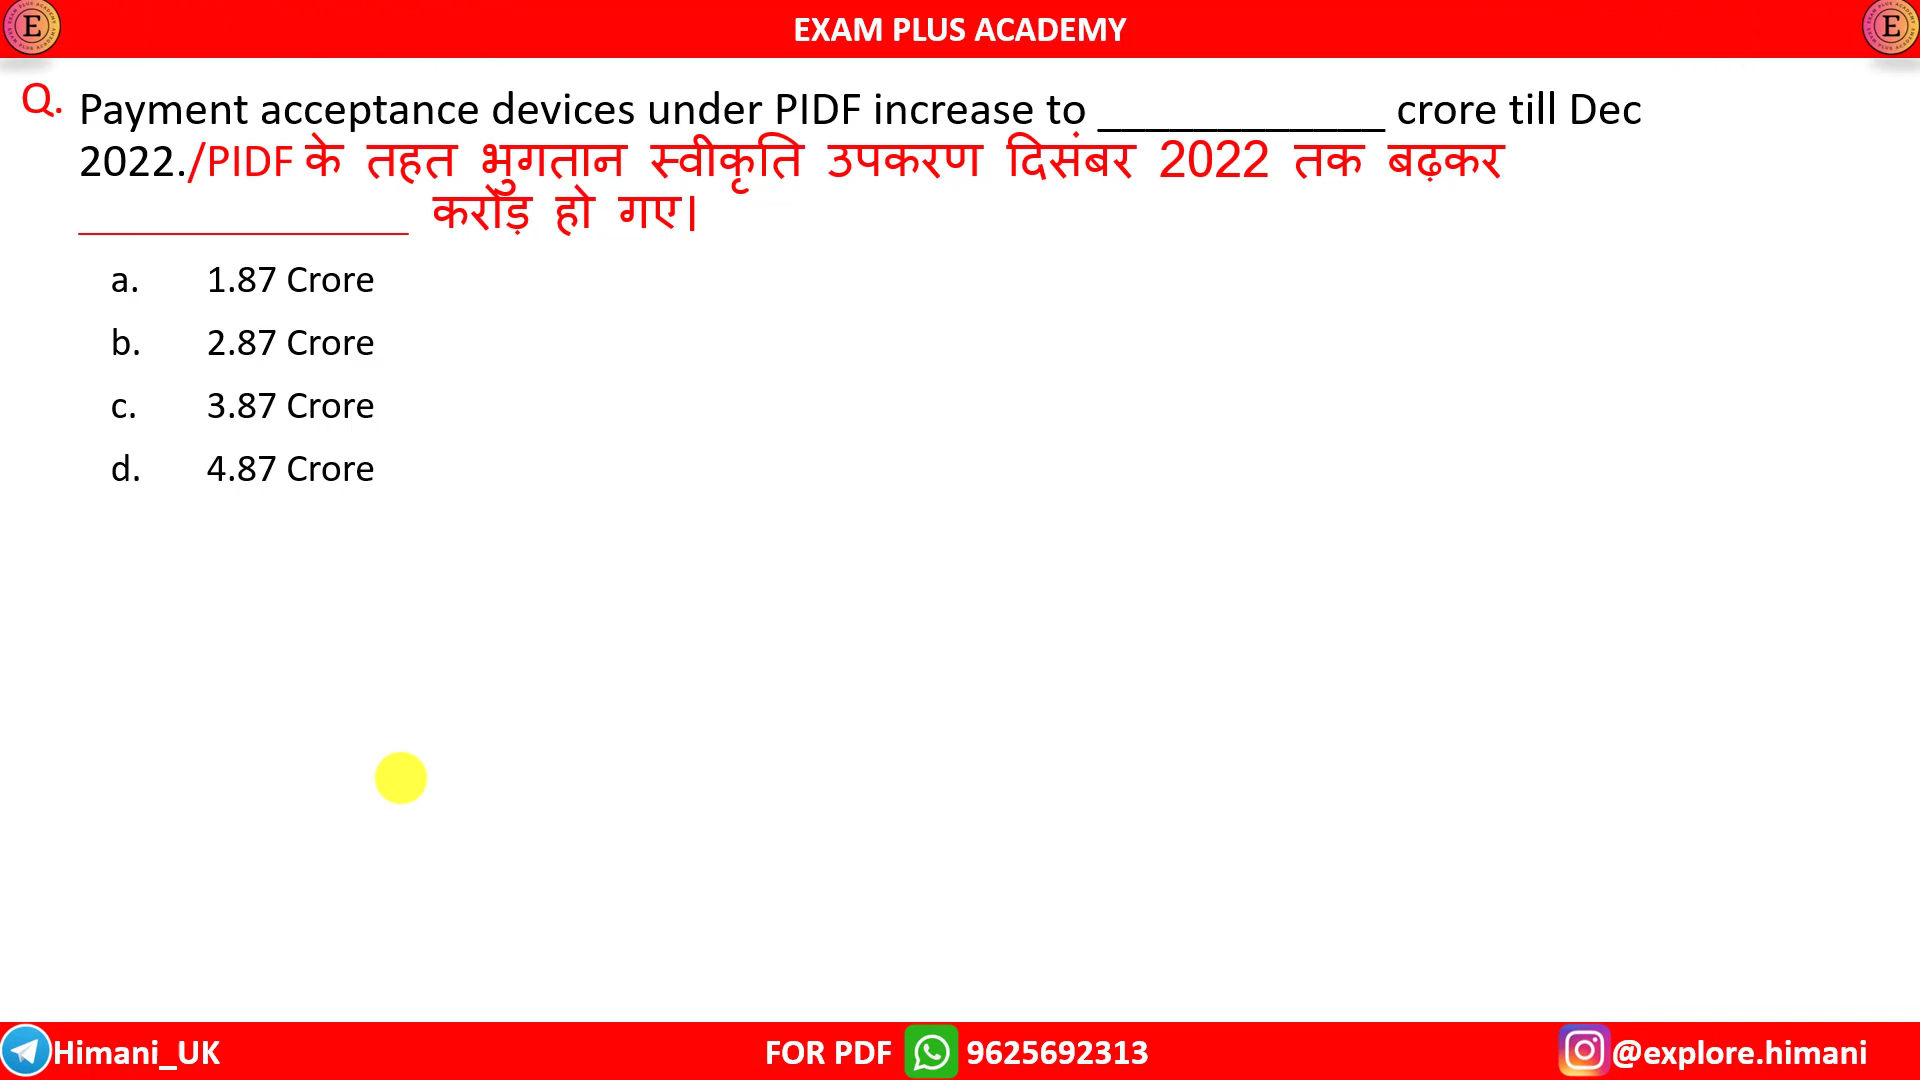 EXAM PLUS ACADEMY
E
E
Q. Payment acceptance devices under PIDF increase to ____________ crore till Dec
2022./PIDF के तहत भुगतान स्वीकृति उपकरण दिसंबर 2022 तक बढ़कर
______________ करोड़ हो गए।
a. 1.87 Crore
b. 2.87 Crore
c. 3.87 Crore
d. 4.87 Crore
Himani_UK
FOR PDF 9625692313
@explore.himani